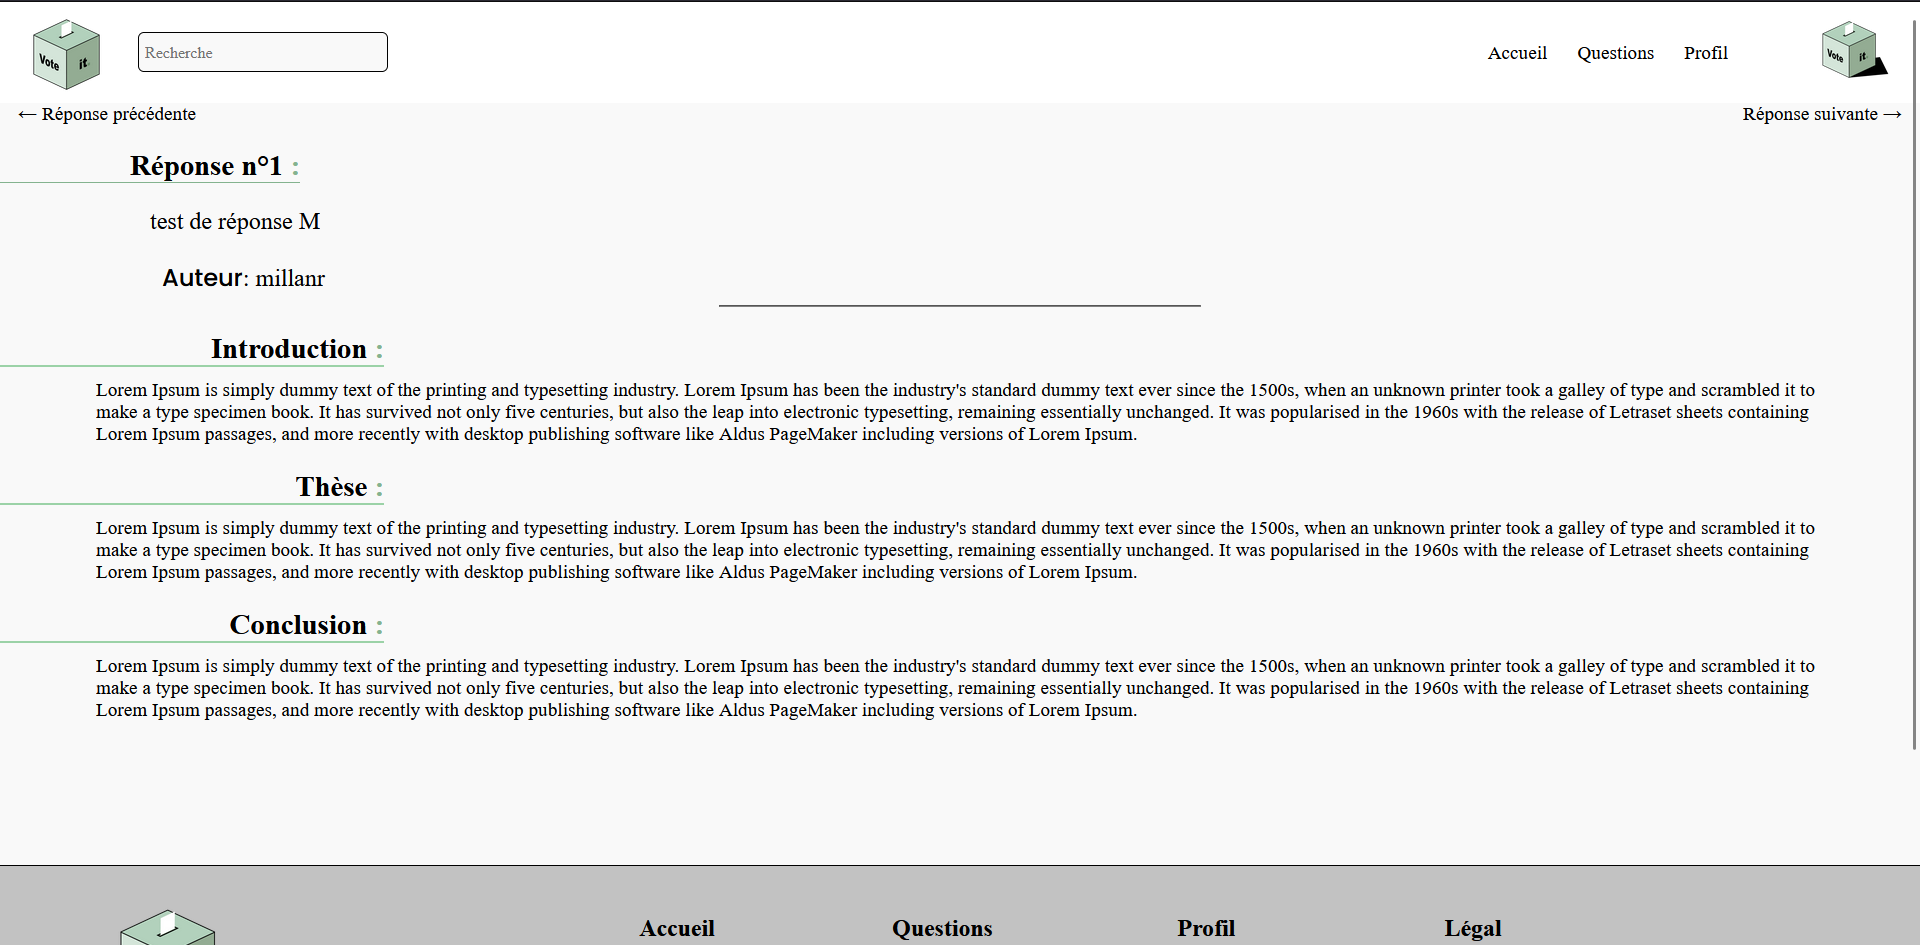 Vote it.
Recherche
Accueil Questions Profil
Vote it.
← Réponse précédente
Réponse suivante →
Réponse n°1 :
test de réponse M
Auteur: millanr
Introduction :
Lorem Ipsum is simply dummy text of the printing and typesetting industry. Lorem Ipsum has been the industry's standard dummy text ever since the 1500s, when an unknown printer took a galley of type and scrambled it to
make a type specimen book. It has survived not only five centuries, but also the leap into electronic typesetting, remaining essentially unchanged. It was popularised in the 1960s with the release of Letraset sheets containing
Lorem Ipsum passages, and more recently with desktop publishing software like Aldus PageMaker including versions of Lorem Ipsum.
Thèse :
Lorem Ipsum is simply dummy text of the printing and typesetting industry. Lorem Ipsum has been the industry's standard dummy text ever since the 1500s, when an unknown printer took a galley of type and scrambled it to
make a type specimen book. It has survived not only five centuries, but also the leap into electronic typesetting, remaining essentially unchanged. It was popularised in the 1960s with the release of Letraset sheets containing
Lorem Ipsum passages, and more recently with desktop publishing software like Aldus PageMaker including versions of Lorem Ipsum.
Conclusion :
Lorem Ipsum is simply dummy text of the printing and typesetting industry. Lorem Ipsum has been the industry's standard dummy text ever since the 1500s, when an unknown printer took a galley of type and scrambled it to
make a type specimen book. It has survived not only five centuries, but also the leap into electronic typesetting, remaining essentially unchanged. It was popularised in the 1960s with the release of Letraset sheets containing
Lorem Ipsum passages, and more recently with desktop publishing software like Aldus PageMaker including versions of Lorem Ipsum.
Accueil Questions Profil Légal